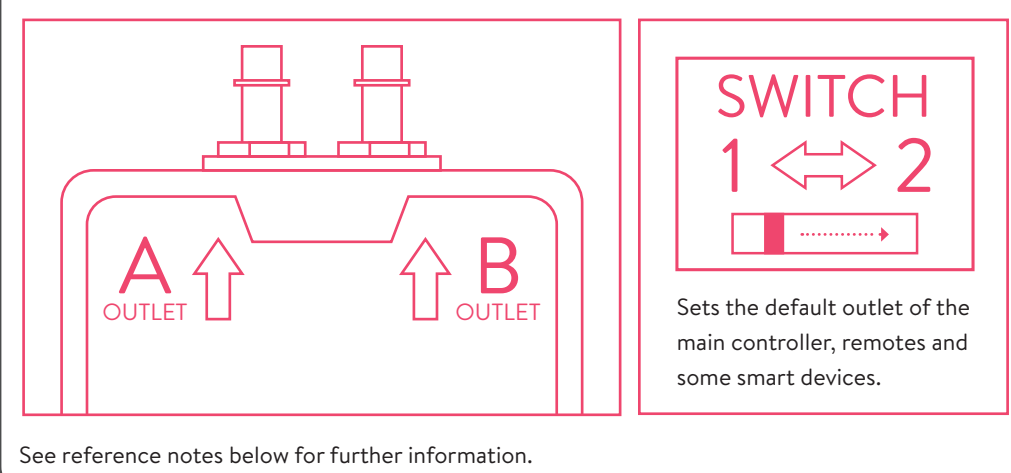 A
OUTLET
B
OUTLET
SWITCH
1 2
Sets the default outlet of the
main controller, remotes and
some smart devices.
See reference notes below for further information.